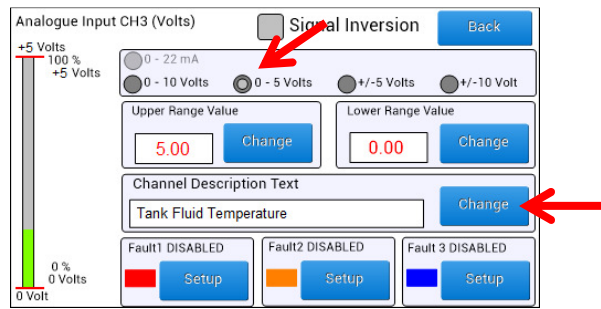 Analogue Input CH3 (Volts)
Signal Inversion
Back
+5 Volts
100 %
+5 Volts
0 - 22 mA
0 - 10 Volts
0 - 5 Volts
+/-5 Volts
+/-10 Volt
Upper Range Value
5.00
Change
Lower Range Value
0.00
Change
Channel Description Text
Tank Fluid Temperature
Change
0 %
0 Volts
0 Volt
Fault1 DISABLED
Setup
Fault2 DISABLED
Setup
Fault 3 DISABLED
Setup